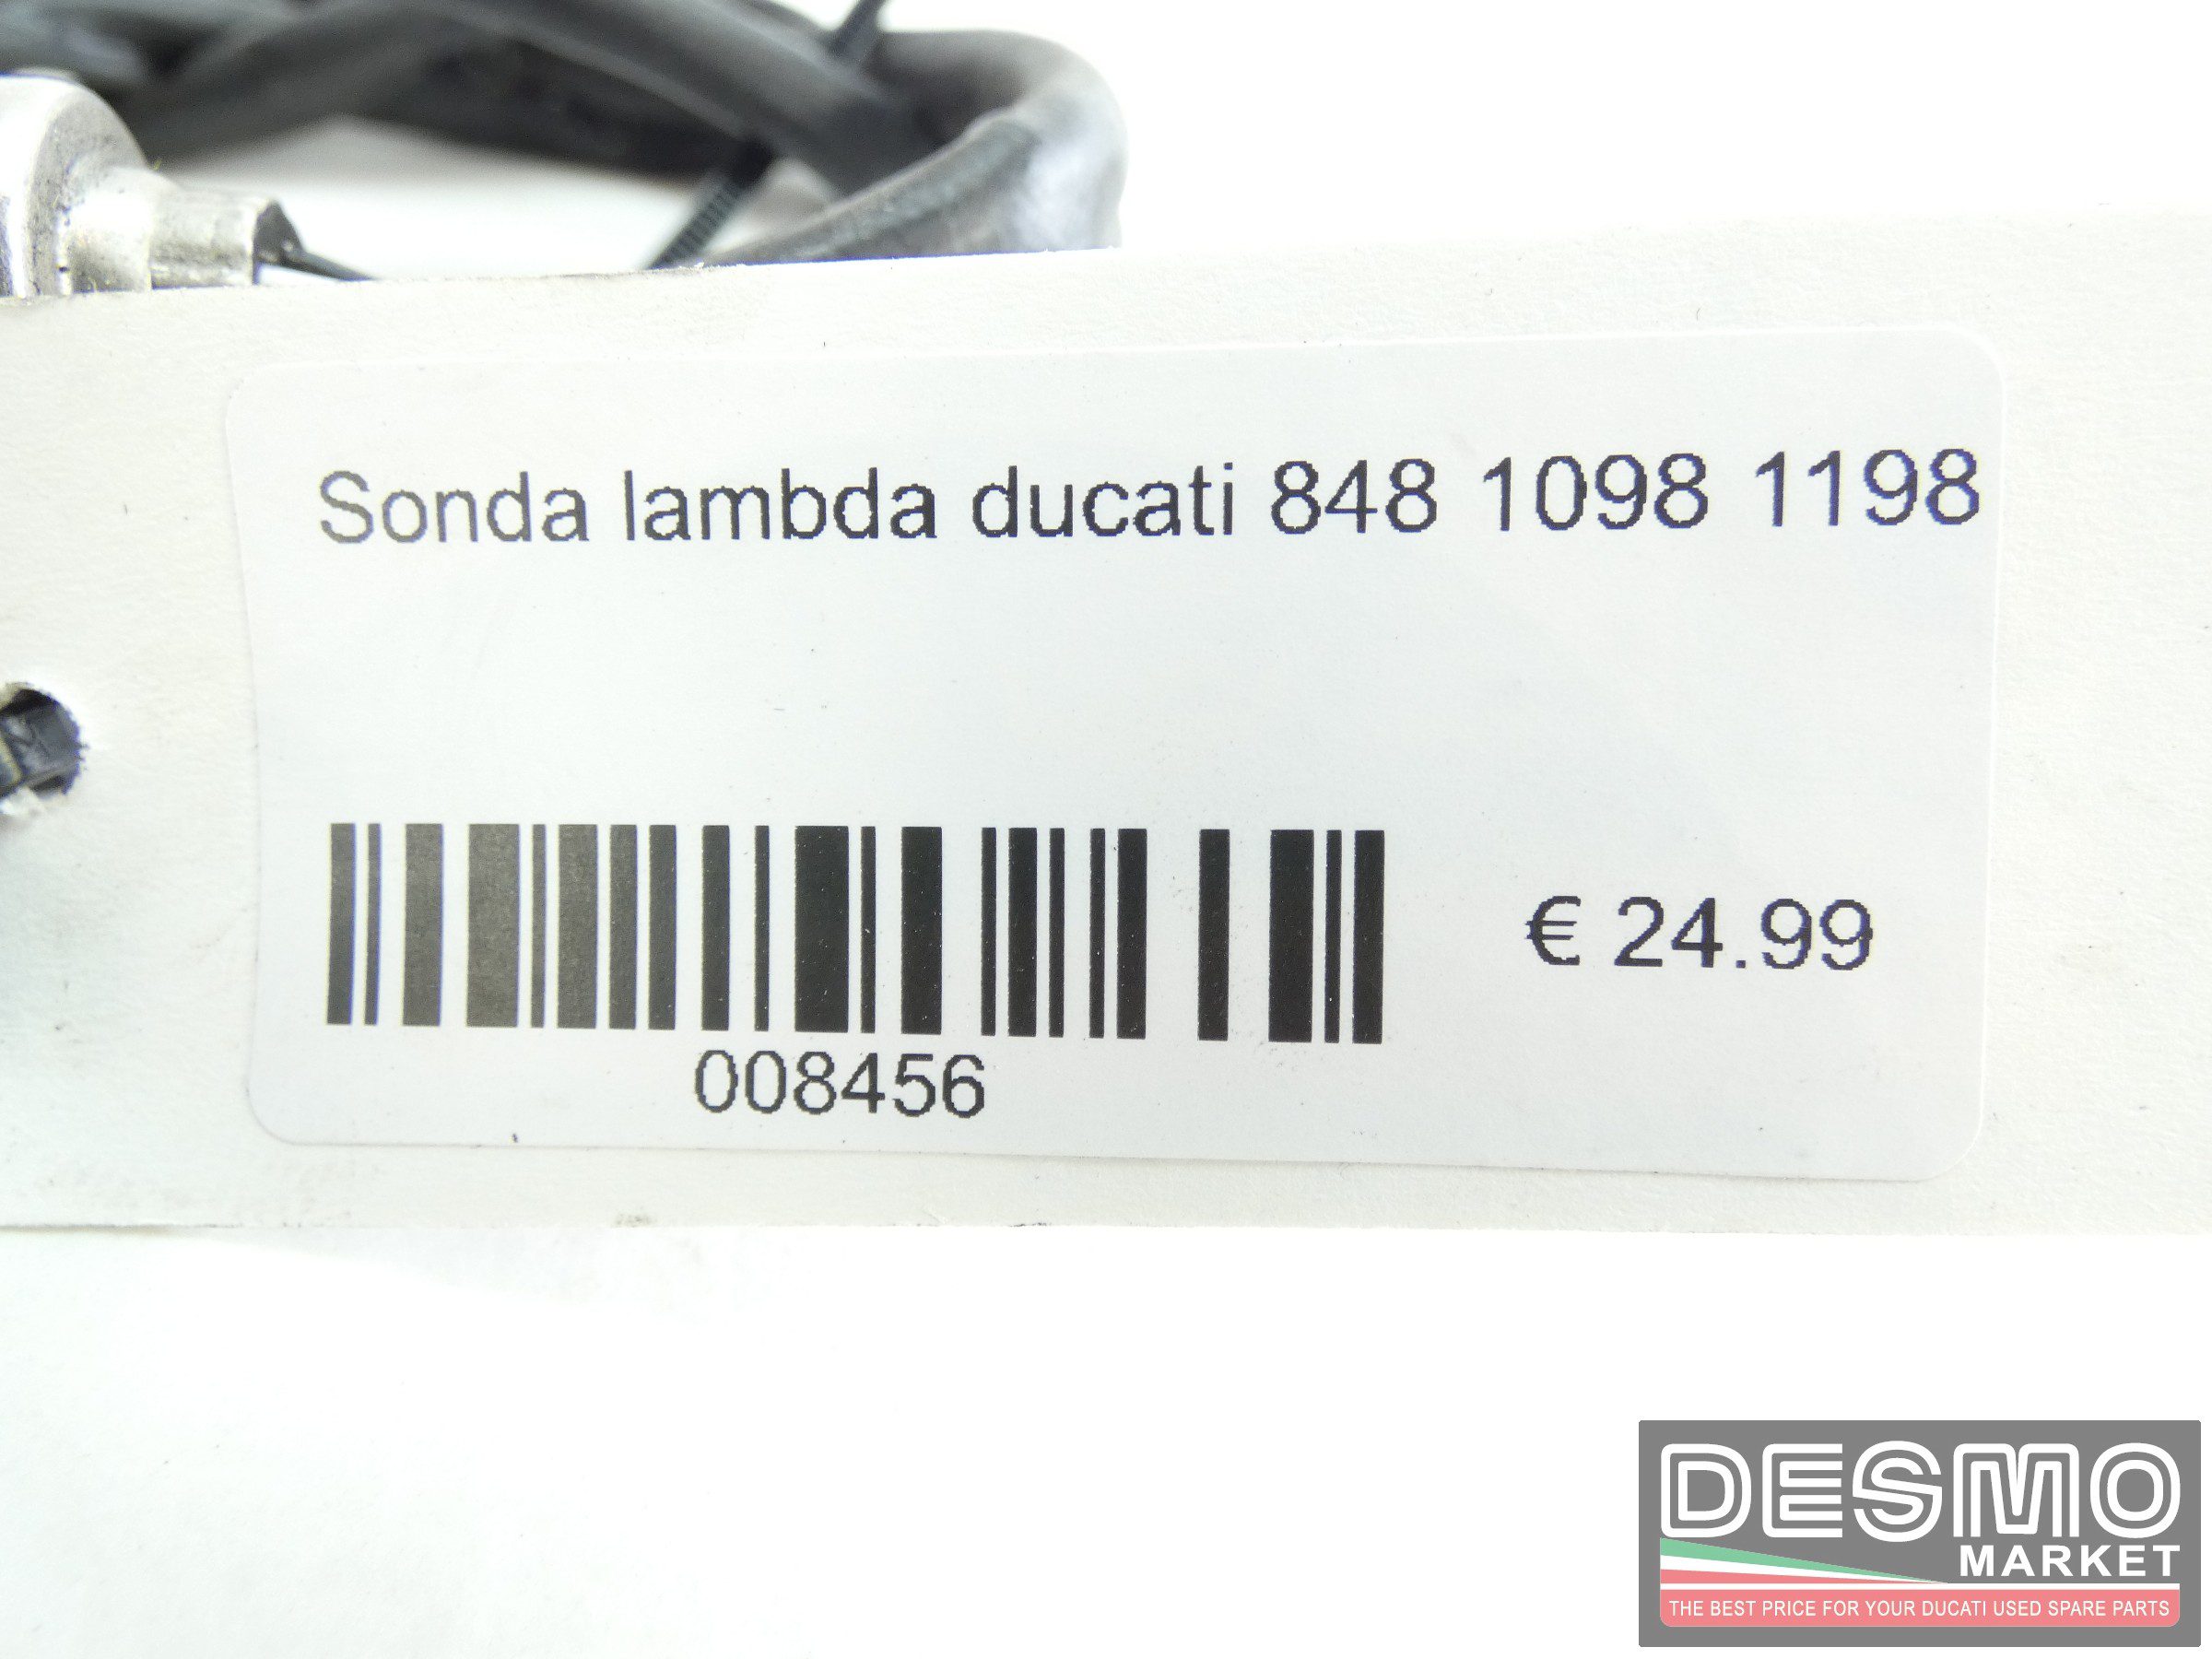 Sonda lambda ducati 848 1098 1198
€ 24.99
008456
DESMO
MARKET
THE BEST PRICE FOR YOUR DUCATI USED SPARE PARTS